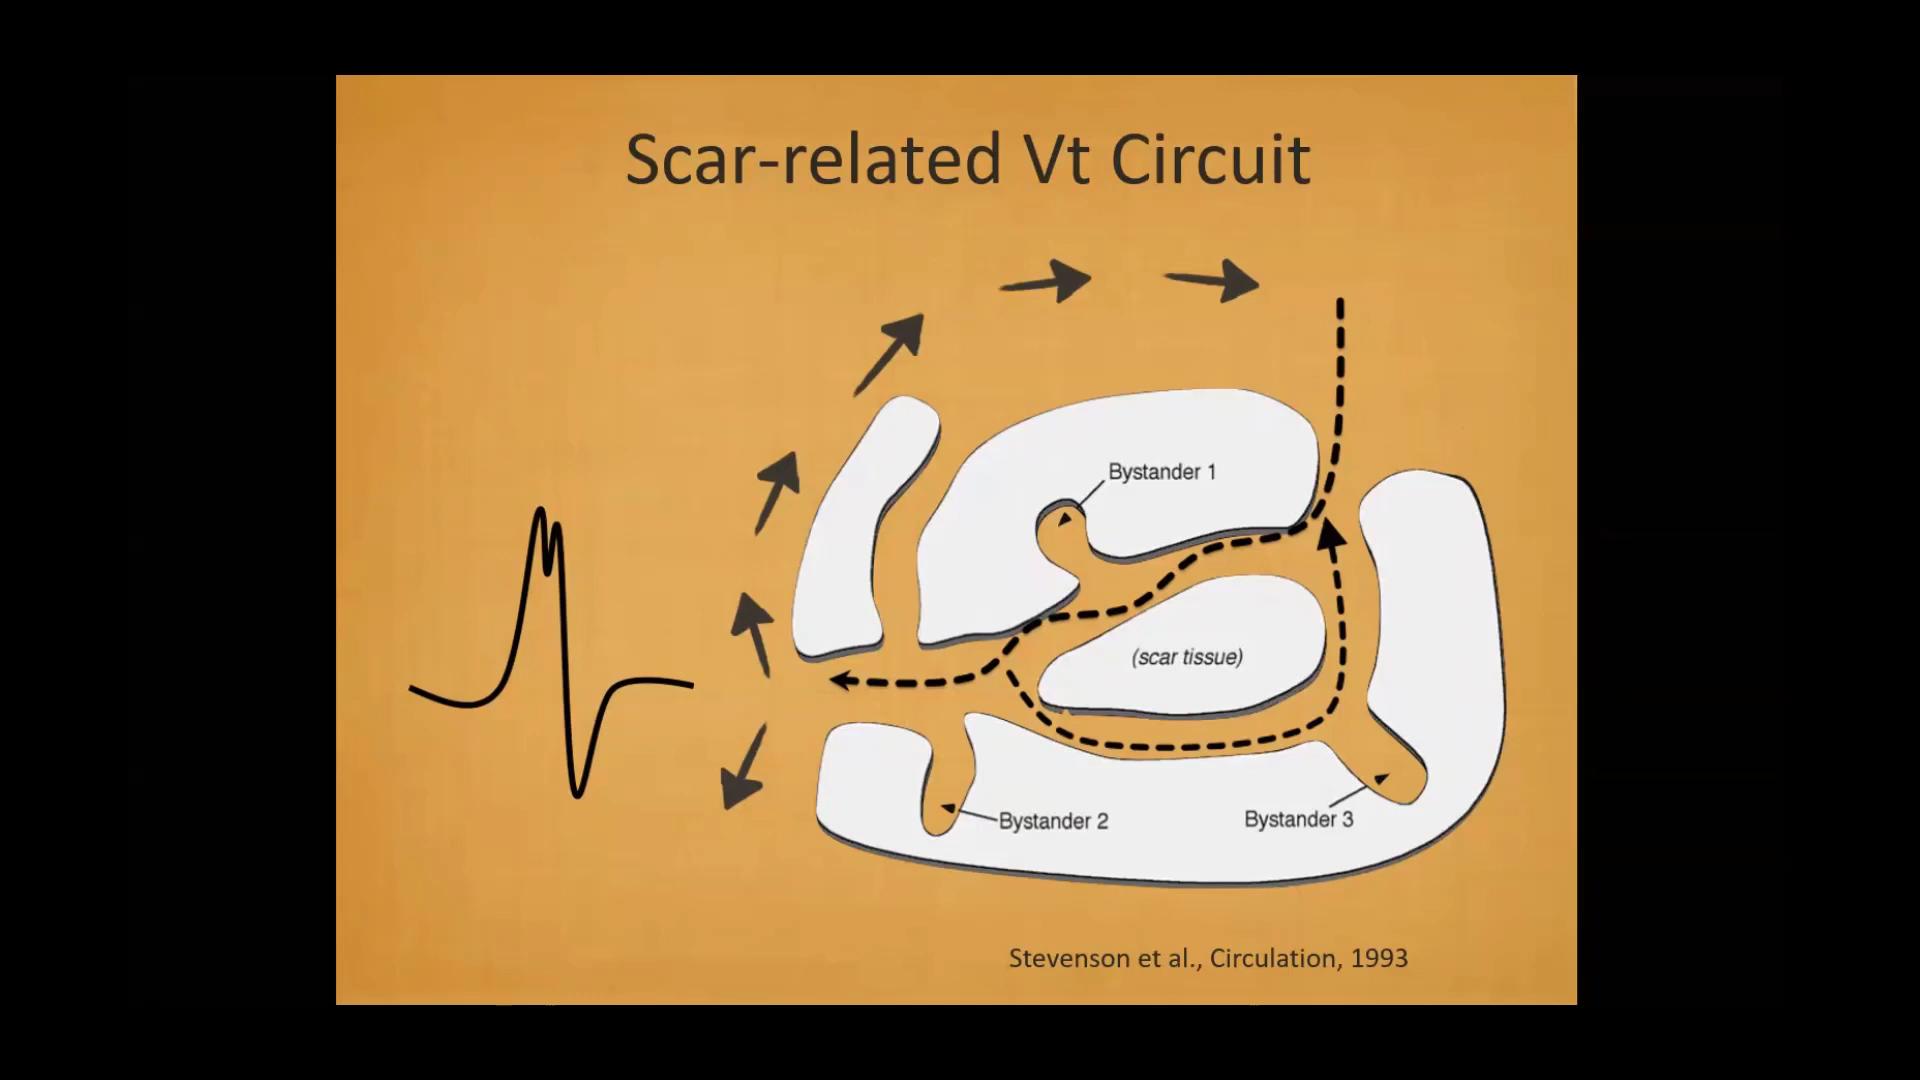 Scar-related Vt Circuit
Bystander 1
(scar tissue)
Bystander 2
Bystander 3
Stevenson et al., Circulation, 1993